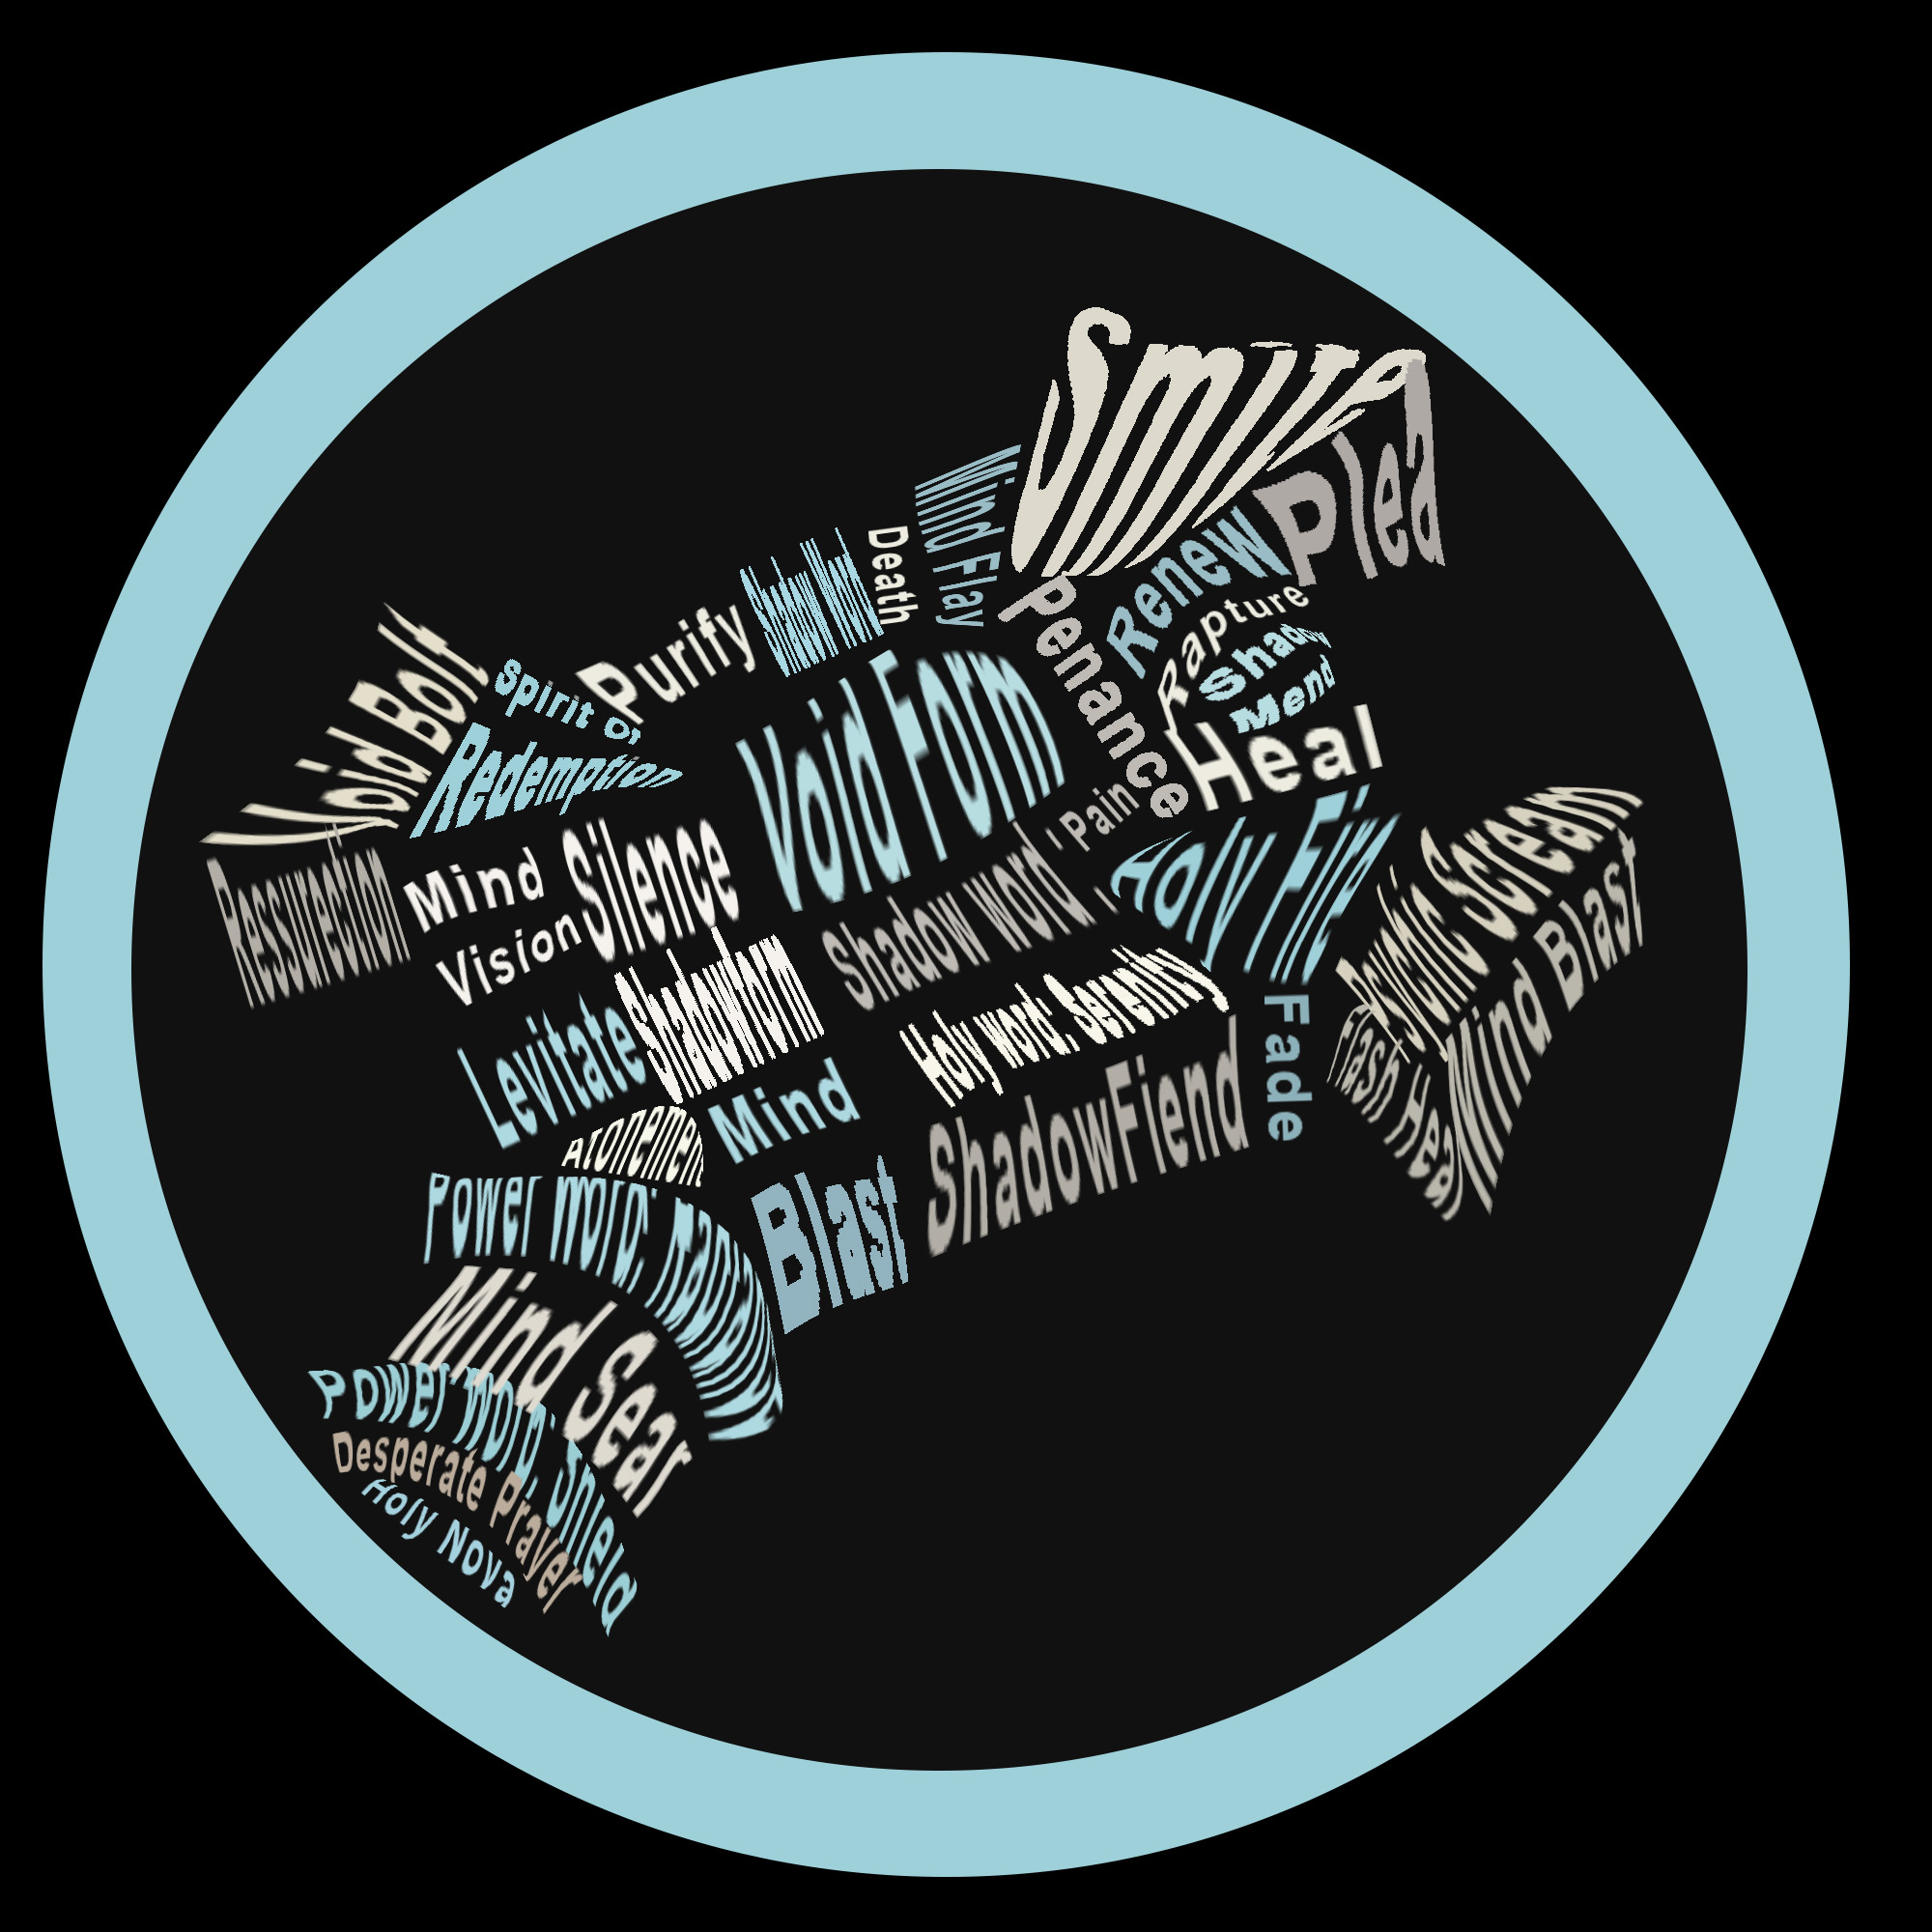 Smite
Plea
Renew
Mind Flay
Death
Shadow Word
Purify
Penance
Rapture
Shadow
Mend
Heal
Void Bolt
Spirit Of
Redemption
Void Form
Pain
Holy Fire
Psychic Scream
Mind Blast
Ressurection
Mind
Vision
Silence
Shadow word
Shadowform
Levitate
Holy word: Serenity
Fade
Flash Heal
Atonement
Mind
Blast
ShadowFiend
Power Word:
Mind Sear
Power Word: Shield
Desperate Prayer
Holy Nova